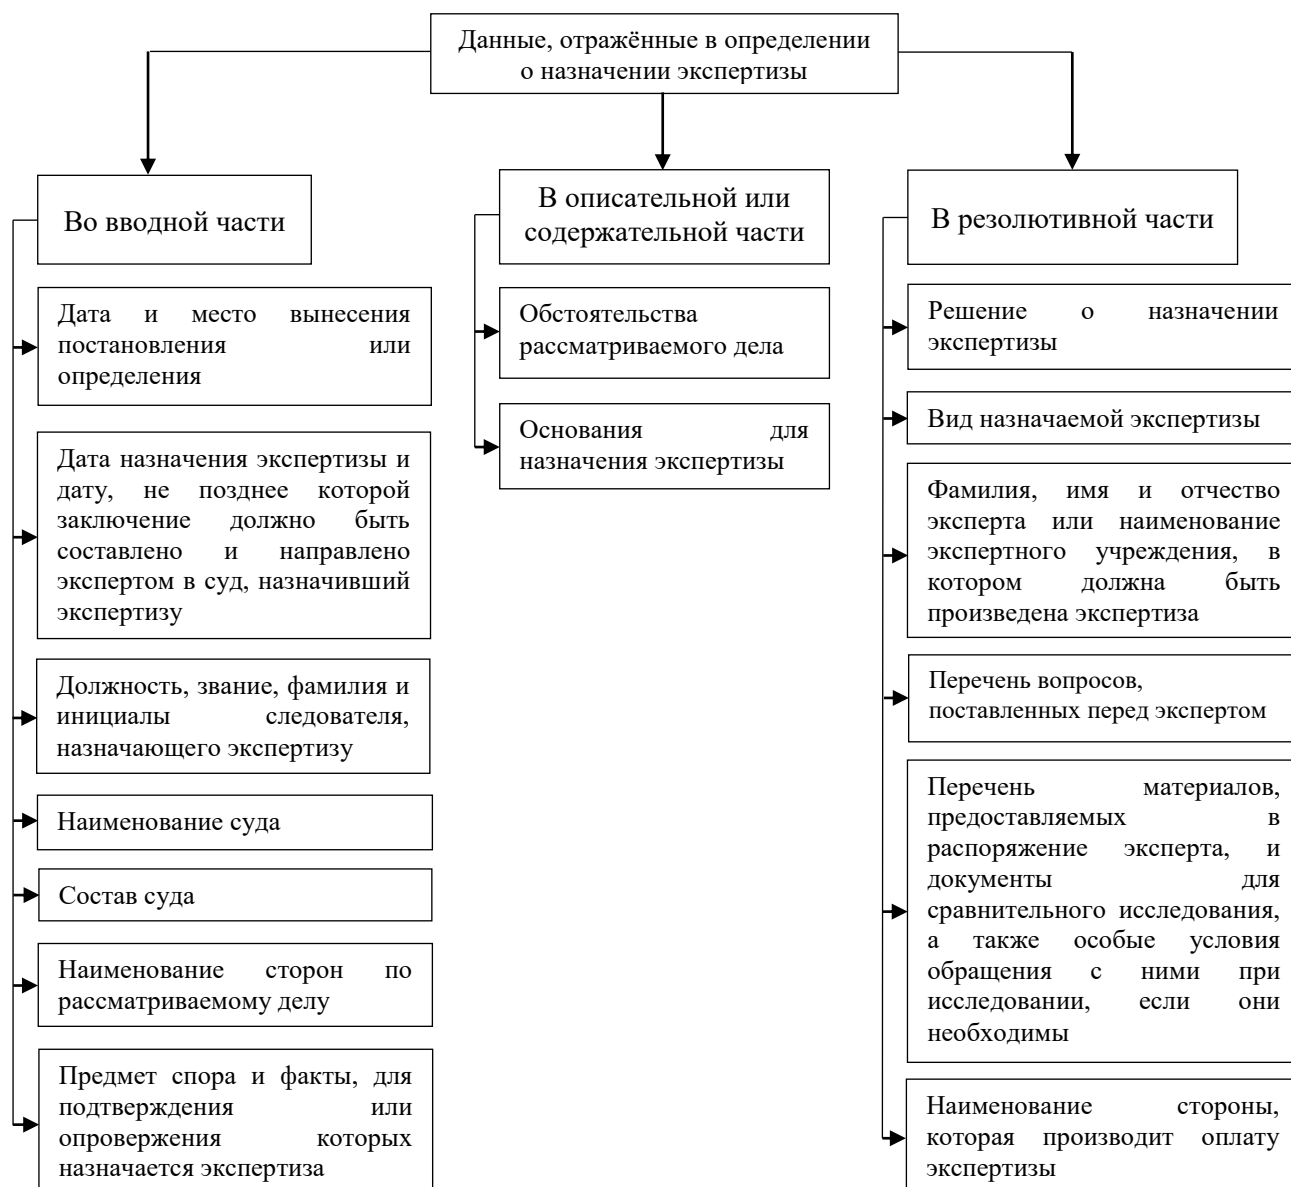 Данные, отражённые в определении
о назначении экспертизы
Во вводной части
Дата и место вынесения
постановления или
определения
Дата назначения экспертизы и
дату, не позднее которой
заключение должно быть
составлено и направлено
экспертом в суд, назначивший
экспертизу
Должность, звание, фамилия и
инициалы следователя,
назначающего экспертизу
Наименование суда
Состав суда
Наименование сторон по
рассматриваемому делу
Предмет спора и факты, для
подтверждения или
опровержения которых
назначается экспертиза
В описательной или
содержательной части
Обстоятельства
рассматриваемого дела
Основания для
назначения экспертизы
В резолютивной части
Решение о назначении
экспертизы
Вид назначаемой экспертизы
Фамилия, имя и отчество
эксперта или наименование
экспертного учреждения, в
котором должна быть
произведена экспертиза
Перечень вопросов,
поставленных перед экспертом
Перечень материалов,
предоставляемых в
распоряжение эксперта, и
документы для
сравнительного исследования,
а также особые условия
обращения с ними при
исследовании, если они
необходимы
Наименование стороны,
которая производит оплату
экспертизы